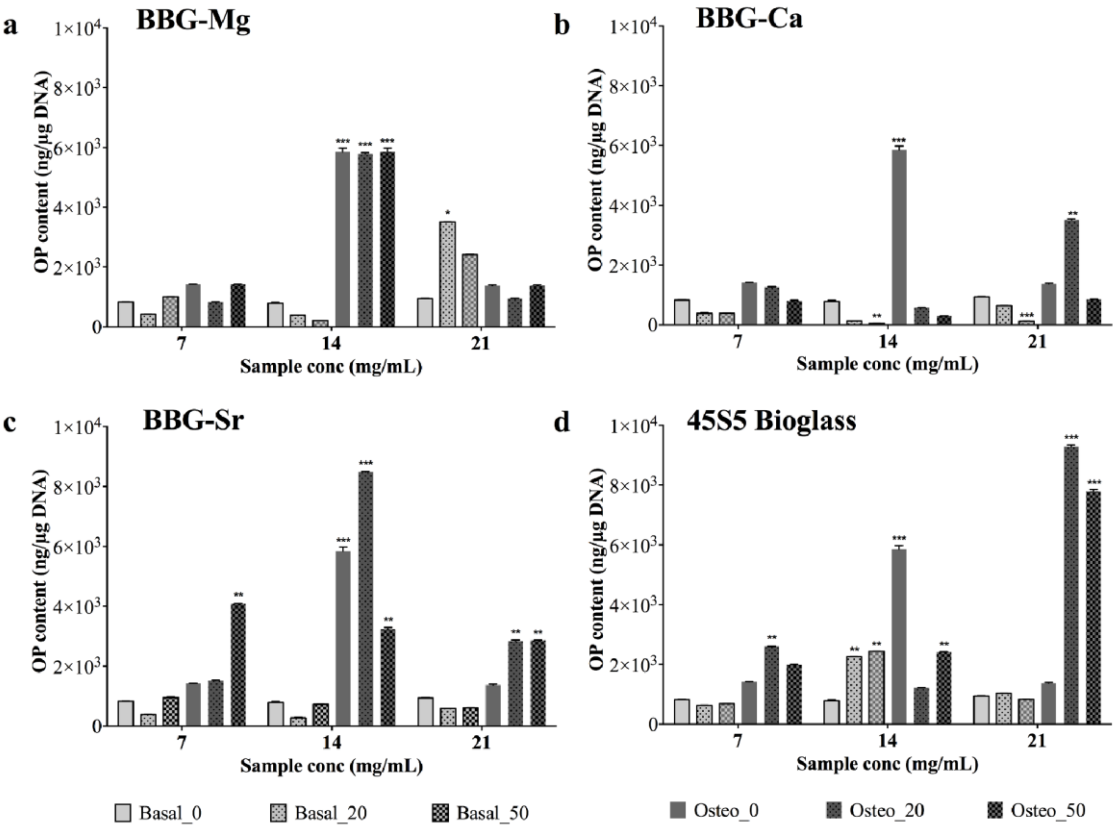 a BBG-Mg
1×10⁴
8×10³
6×10³
4×10³
2×10³
0
OP content (ng/µg DNA)
*** *** ***
*
7 14 21
Sample conc (mg/mL)
b BBG-Ca
1×10⁴
8×10³
6×10³
4×10³
2×10³
0
OP content (ng/µg DNA)
** *** *** **
7 14 21
Sample conc (mg/mL)
c BBG-Sr
1×10⁴
8×10³
6×10³
4×10³
2×10³
0
OP content (ng/µg DNA)
** *** *** ** ** **
7 14 21
Sample conc (mg/mL)
d 45S5 Bioglass
1×10⁴
8×10³
6×10³
4×10³
2×10³
0
OP content (ng/µg DNA)
** ** ** *** ** *** ***
7 14 21
Sample conc (mg/mL)
Basal_0 Basal_20 Basal_50 Osteo_0 Osteo_20 Osteo_50